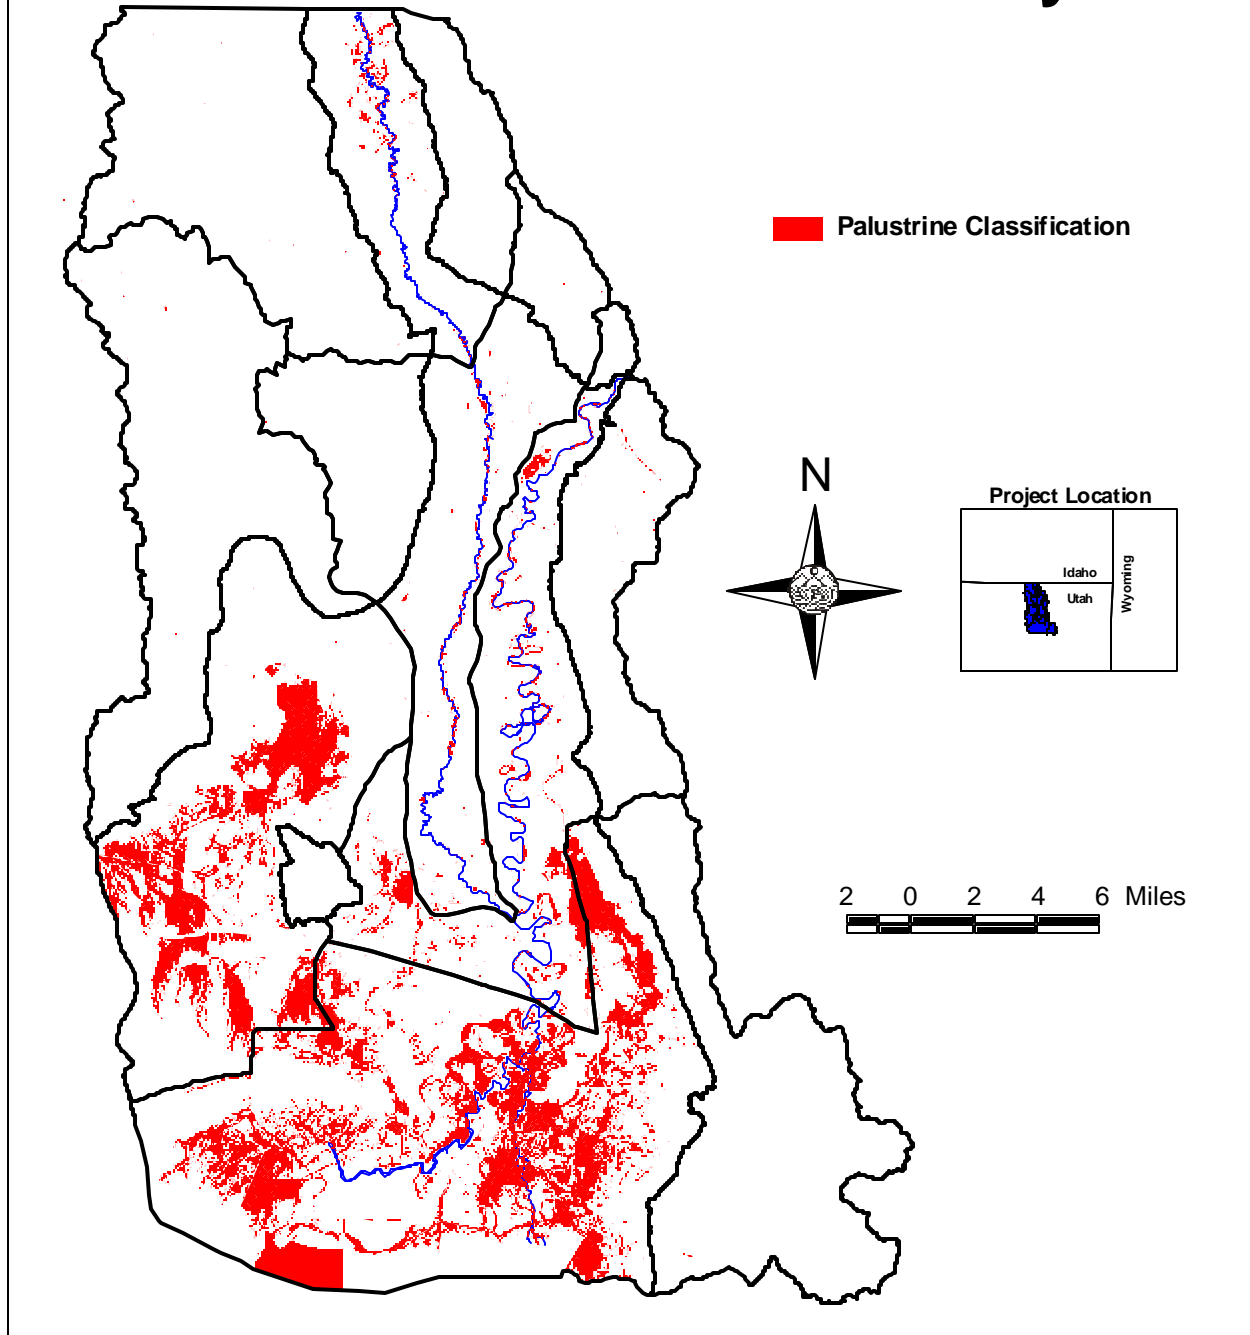 Palustrine Classification
N
Project Location
Idaho
Utah
Wyoming
2 0 2 4 6 Miles